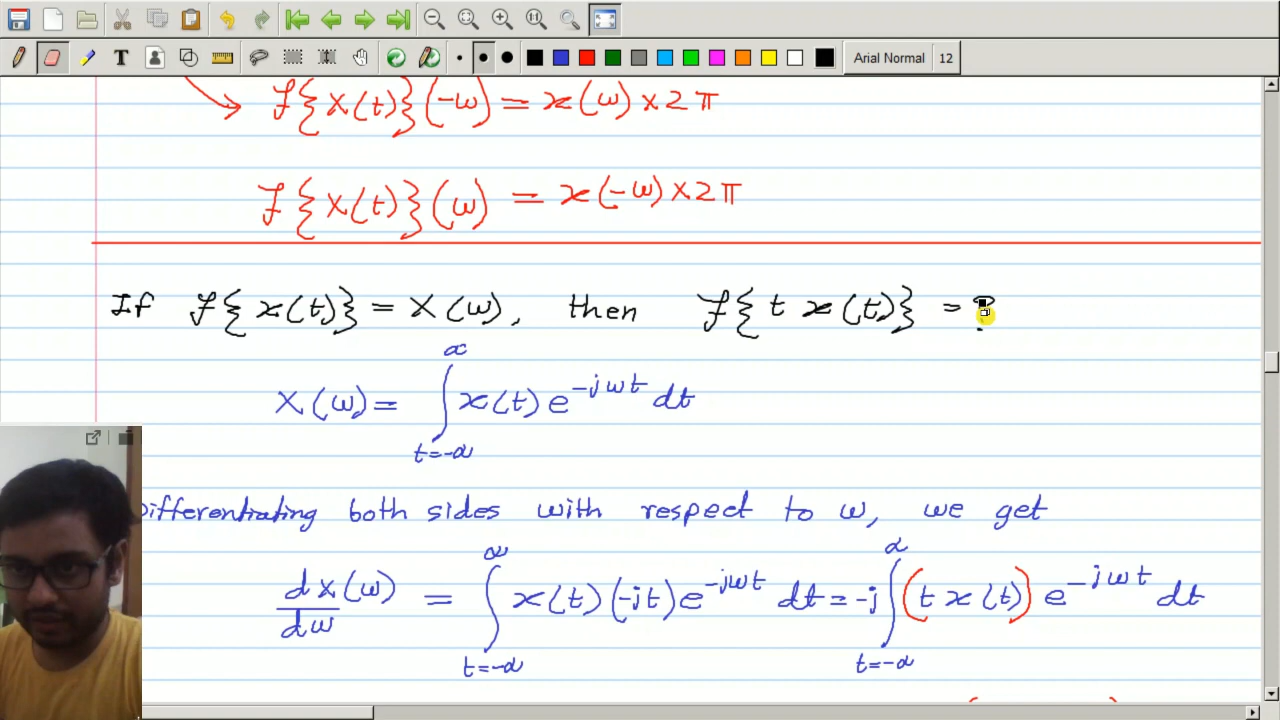 Arial Normal 12
ℱ{X(t)}(-ω) = x(ω) × 2π
ℱ{X(t)}(ω) = x(-ω) × 2π
If ℱ{x(t)} = X(ω), then ℱ{t x(t)} = ?
X(ω) = ∫_{t=-∞}^{∞} x(t) e^{-jωt} dt
Differentiating both sides with respect to ω, we get
dX(ω)/dω = ∫_{t=-∞}^{∞} x(t) (-jt) e^{-jωt} dt = -j ∫_{t=-∞}^{∞} (t x(t)) e^{-jωt} dt